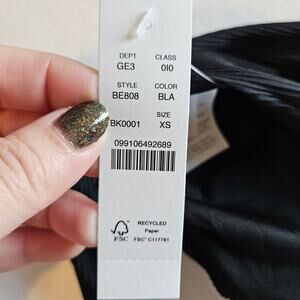 DEPT CLASS
GE3 0I0
STYLE COLOR
BE808 BLA
SIZE
BK0001 XS
099106492689
FSC
RECYCLED
Paper
FSC® C117781